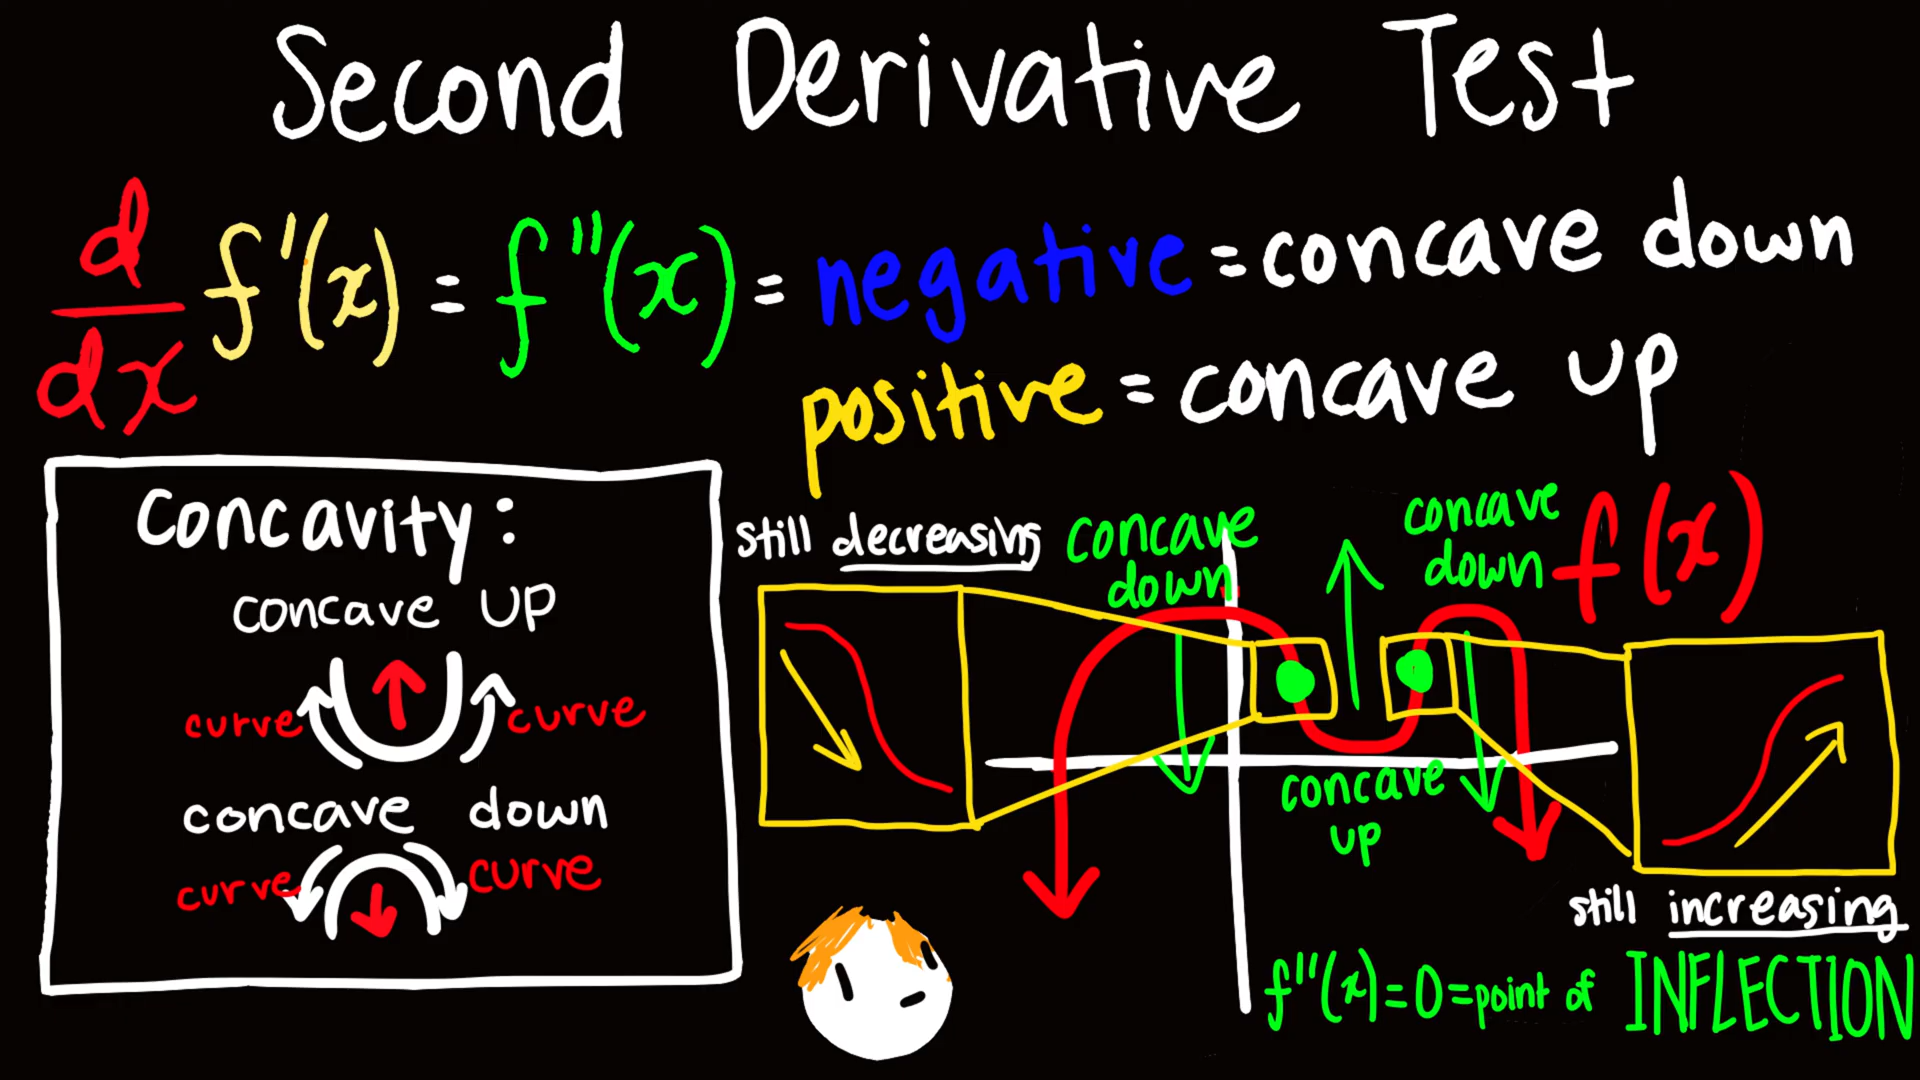 Second Derivative Test
d/dx f'(x) = f''(x) = negative = concave down
positive = concave up
Concavity:
concave up
curve curve
concave down
curve curve
still decreasing
concave
down
concave
down
f(x)
concave
up
still increasing
f''(x)=0=point of INFLECTION